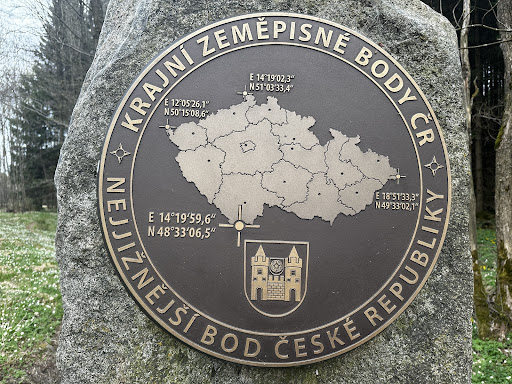 KRAJNÍ ZEMĚPISNÉ BODY ČR
E 14°19'02,3"
N 51°03'33,4"
E 12°05'26,1"
N 50°15'08,6"
E 18°51'33,3"
N 49°33'02,1"
E 14°19'59,6"
N 48°33'06,5"
NEJJIŽNĚJŠÍ BOD ČESKÉ REPUBLIKY